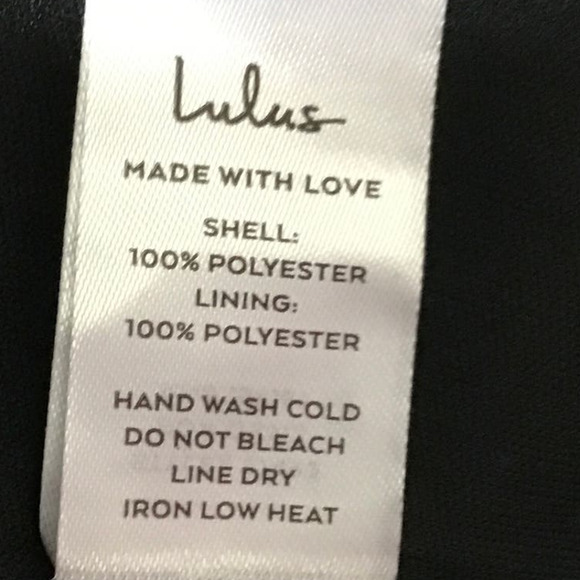 Lulus
MADE WITH LOVE
SHELL:
100% POLYESTER
LINING:
100% POLYESTER
HAND WASH COLD
DO NOT BLEACH
LINE DRY
IRON LOW HEAT